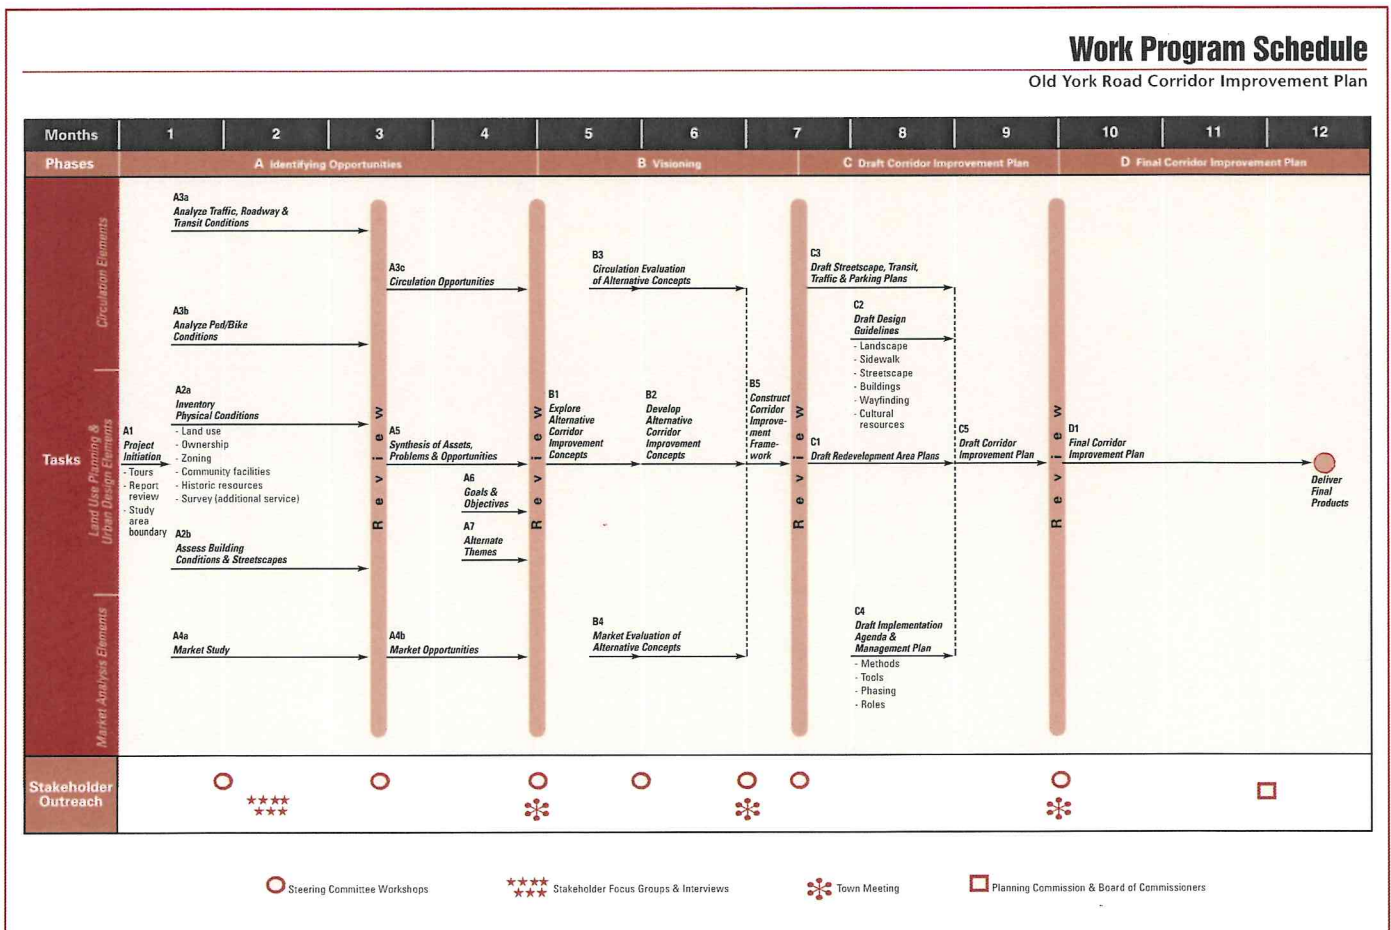 Work Program Schedule
Old York Road Corridor Improvement Plan
Months 1 2 3 4 5 6 7 8 9 10 11 12
Phases A Identifying Opportunities B Visioning C Draft Corridor Improvement Plan D Final Corridor Improvement Plan
Tasks
Circulation Elements
Land Use Planning &
Urban Design Elements
Market Analysis Elements
A3a
Analyze Traffic, Roadway &
Transit Conditions
A3b
Analyze Ped/Bike
Conditions
A1
Project
Initiation
- Tours
- Report
review
- Study
area
boundary
A2a
Inventory
Physical Conditions
- Land use
- Ownership
- Zoning
- Community facilities
- Historic resources
- Survey (additional service)
A2b
Assess Building
Conditions & Streetscapes
A4a
Market Study
Review
A3c
Circulation Opportunities
A5
Synthesis of Assets,
Problems & Opportunities
A6
Goals &
Objectives
A7
Alternate
Themes
A4b
Market Opportunities
Review
B3
Circulation Evaluation
of Alternative Concepts
B1
Explore
Alternative
Corridor
Improvement
Concepts
B2
Develop
Alternative
Corridor
Improvement
Concepts
B4
Market Evaluation of
Alternative Concepts
B5
Construct
Corridor
Improve-
ment
Frame-
work
Review
C3
Draft Streetscape, Transit,
Traffic & Parking Plans
C2
Draft Design
Guidelines
- Landscape
- Sidewalk
- Streetscape
- Buildings
- Wayfinding
- Cultural
resources
C1
Draft Redevelopment Area Plans
C4
Draft Implementation
Agenda &
Management Plan
- Methods
- Tools
- Phasing
- Roles
C5
Draft Corridor
Improvement Plan
Review
D1
Final Corridor
Improvement Plan
Deliver
Final
Products
Stakeholder
Outreach
Steering Committee Workshops
Stakeholder Focus Groups & Interviews
Town Meeting
Planning Commission & Board of Commissioners